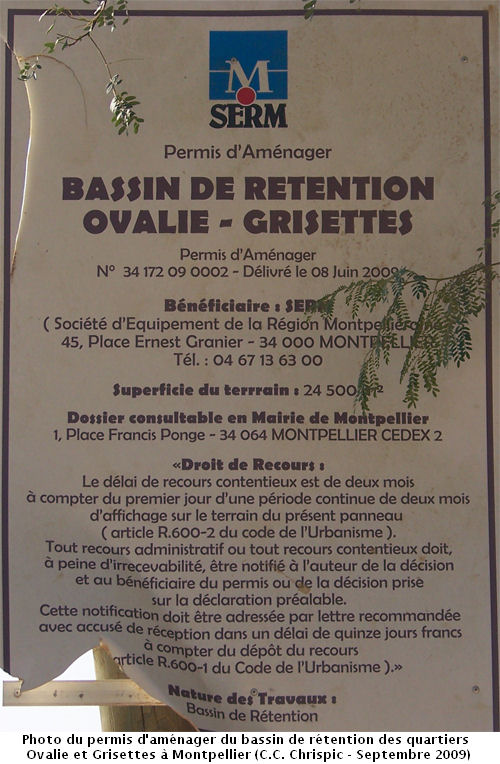 M
SERM
Permis d'Aménager
BASSIN DE RETENTION
OVALIE - GRISETTES
Permis d'Aménager
N° 34 172 09 0002 - Délivré le 08 Juin 2009
Bénéficiaire : SERM
( Société d'Equipement de la Région Montpelliéraine )
45, Place Ernest Granier - 34 000 MONTPELLIER
Tél. : 04 67 13 63 00
Superficie du terrrain : 24 500 m²
Dossier consultable en Mairie de Montpellier
1, Place Francis Ponge - 34 064 MONTPELLIER CEDEX 2
«Droit de Recours :
Le délai de recours contentieux est de deux mois
à compter du premier jour d'une période continue de deux mois
d'affichage sur le terrain du présent panneau
( article R.600-2 du code de l'Urbanisme ).
Tout recours administratif ou tout recours contentieux doit,
à peine d'irrecevabilité, être notifié à l'auteur de la décision
et au bénéficiaire du permis ou de la décision prise
sur la déclaration préalable.
Cette notification doit être adressée par lettre recommandée
avec accusé de réception dans un délai de quinze jours francs
à compter du dépôt du recours
article R.600-1 du Code de l'Urbanisme ).»
Nature des Travaux :
Bassin de Rétention
Photo du permis d'aménager du bassin de rétention des quartiers
Ovalie et Grisettes à Montpellier (C.C. Chrispic - Septembre 2009)